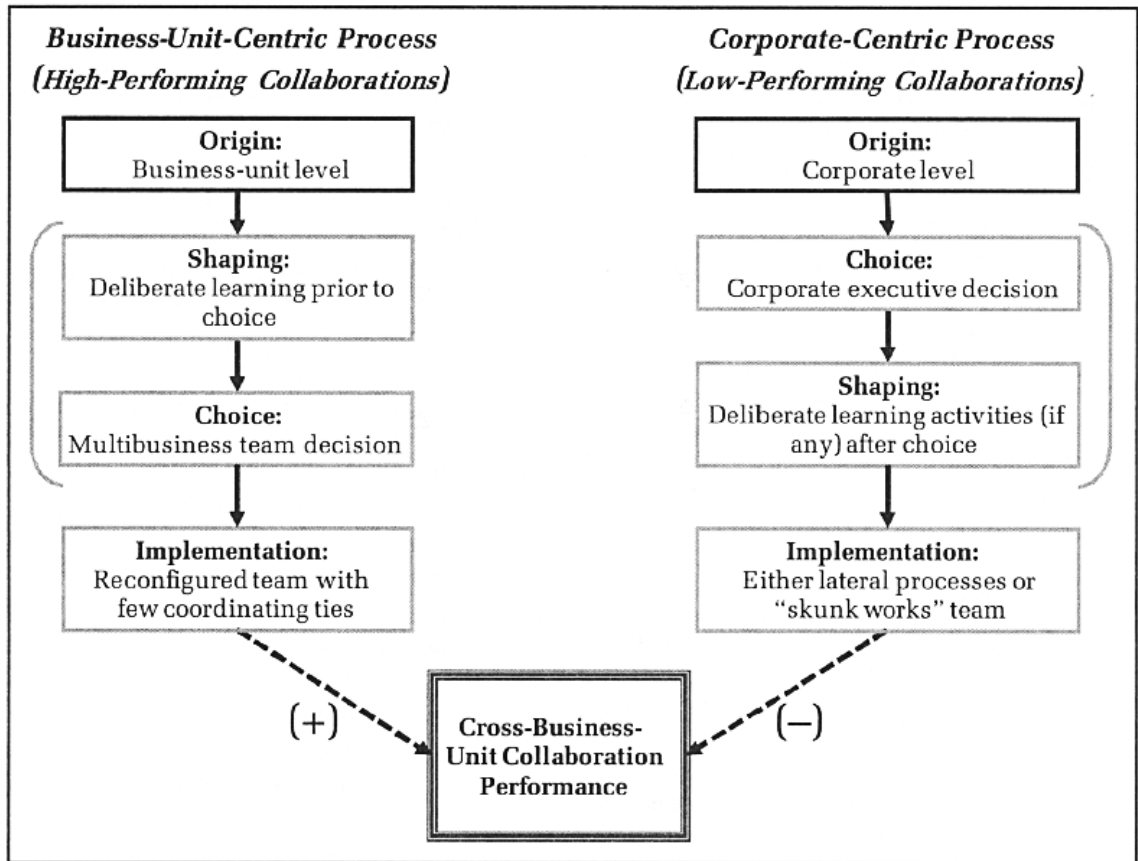 Business-Unit-Centric Process
(High-Performing Collaborations)
Origin:
Business-unit level
Shaping:
Deliberate learning prior to
choice
Choice:
Multibusiness team decision
Implementation:
Reconfigured team with
few coordinating ties
(+)
Corporate-Centric Process
(Low-Performing Collaborations)
Origin:
Corporate level
Choice:
Corporate executive decision
Shaping:
Deliberate learning activities (if
any) after choice
Implementation:
Either lateral processes or
“skunk works” team
(—)
Cross-Business-
Unit Collaboration
Performance